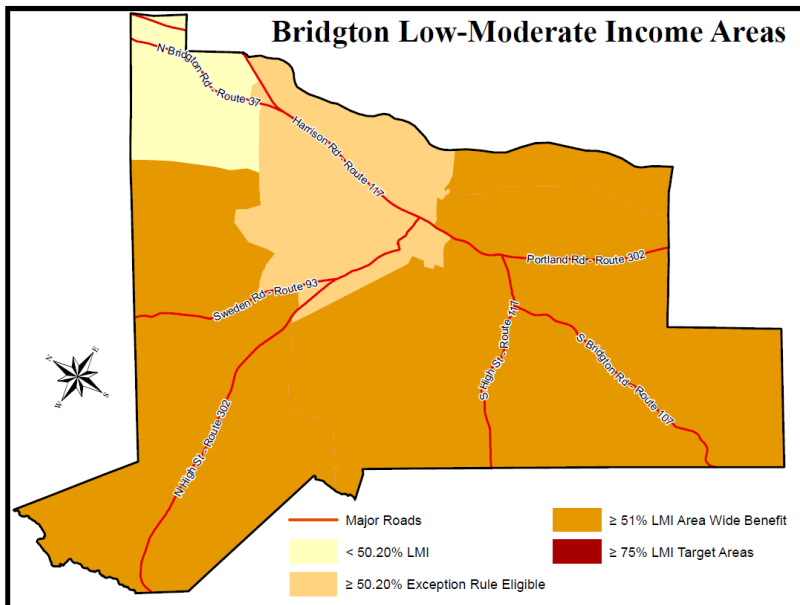 Bridgton Low-Moderate Income Areas
N Bridgton Rd - Route 37
Harrison Rd - Route 117
Portland Rd - Route 302
Sweden Rd - Route 93
S High St - Route 117
S Bridgton Rd - Route 107
N High St - Route 302
N
E
W
S
Major Roads
< 50.20% LMI
≥ 50.20% Exception Rule Eligible
≥ 51% LMI Area Wide Benefit
≥ 75% LMI Target Areas